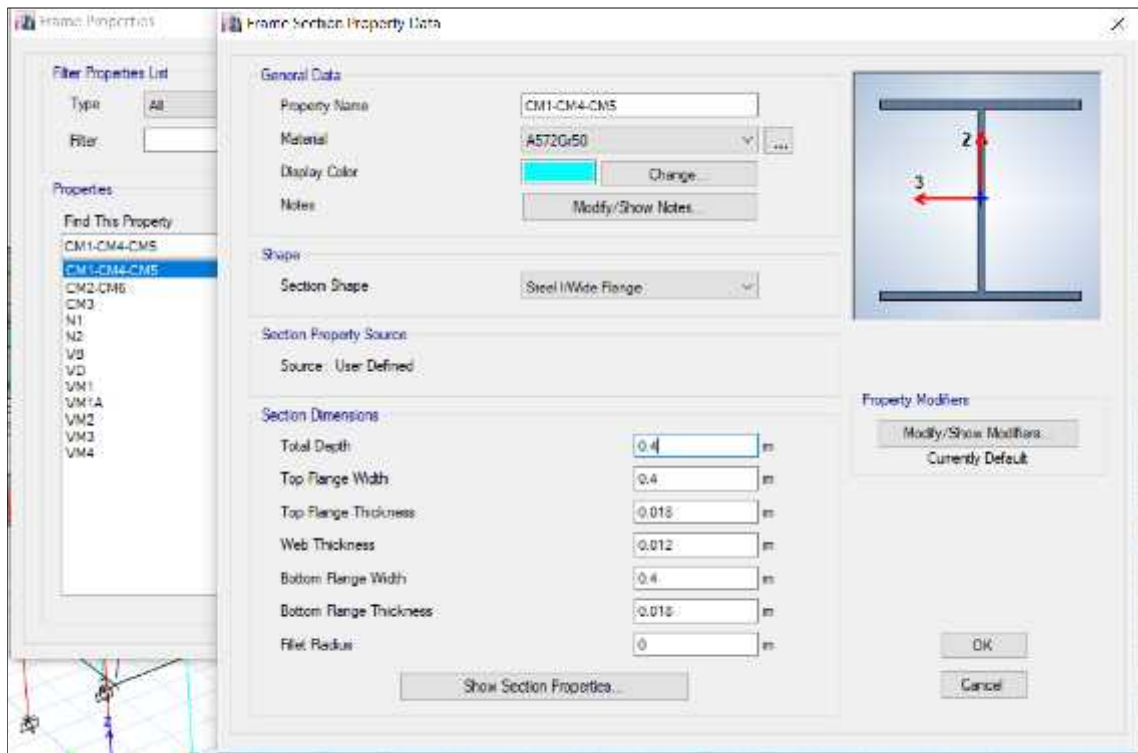 Frame Properties
Filter Properties List
Type All
Filter
Properties
Find This Property
CM1-CM4-CM5
CM1-CM4-CM5
CM2-CM6
CM3
N1
N2
VB
VD
VM1
VM1A
VM2
VM3
VM4
Frame Section Property Data
General Data
Property Name CM1-CM4-CM5
Material A572Gr50 ...
Display Color Change...
Notes Modify/Show Notes...
Shape
Section Shape Steel I/Wide Flange
Section Property Source
Source: User Defined
Section Dimensions
Total Depth 0.4 m
Top Flange Width 0.4 m
Top Flange Thickness 0.018 m
Web Thickness 0.012 m
Bottom Flange Width 0.4 m
Bottom Flange Thickness 0.018 m
Fillet Radius 0 m
Show Section Properties...
2
3
Property Modifiers
Modify/Show Modifiers...
Currently Default
OK
Cancel
Z